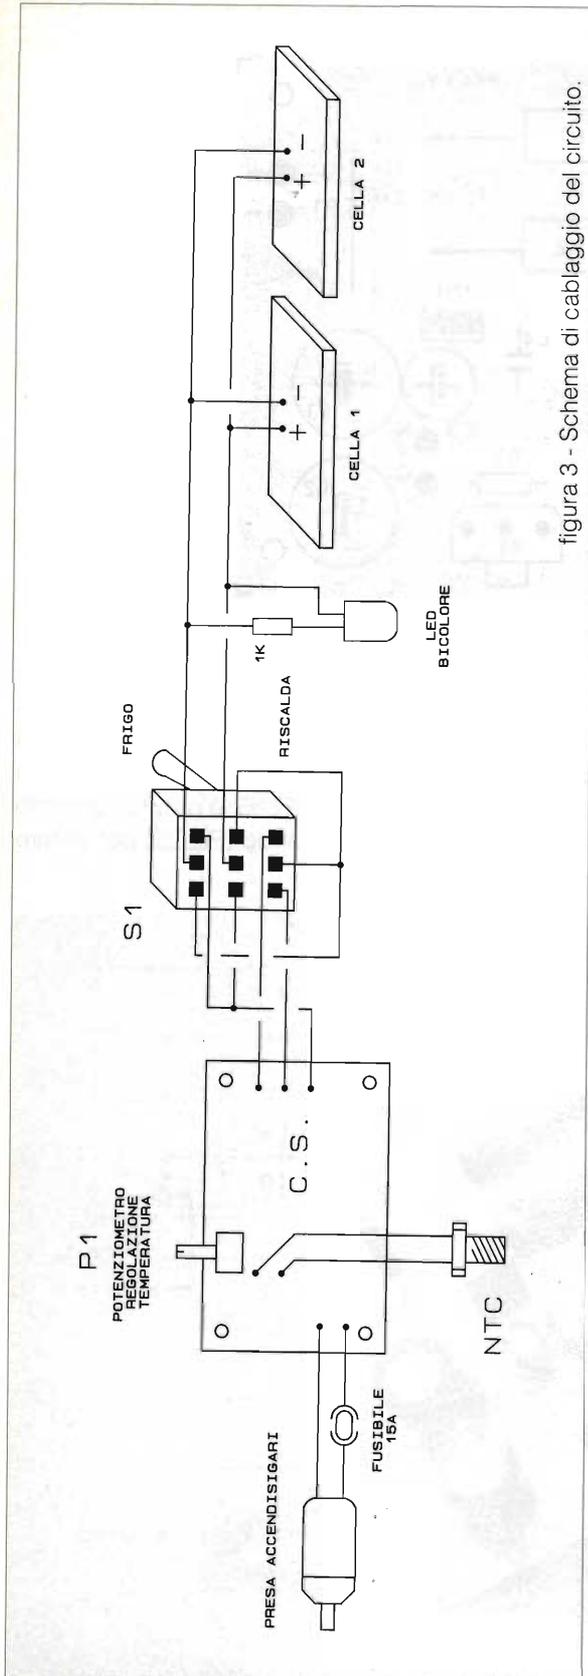 PRESA ACCENDISIGARI
FUSIBILE
15A
P1
POTENZIOMETRO
REGOLAZIONE
TEMPERATURA
C.S.
NTC
S1
FRIGO
RISCALDA
1K
LED
BICOLORE
+
-
CELLA 1
+
-
CELLA 2
figura 3 - Schema di cablaggio del circuito.